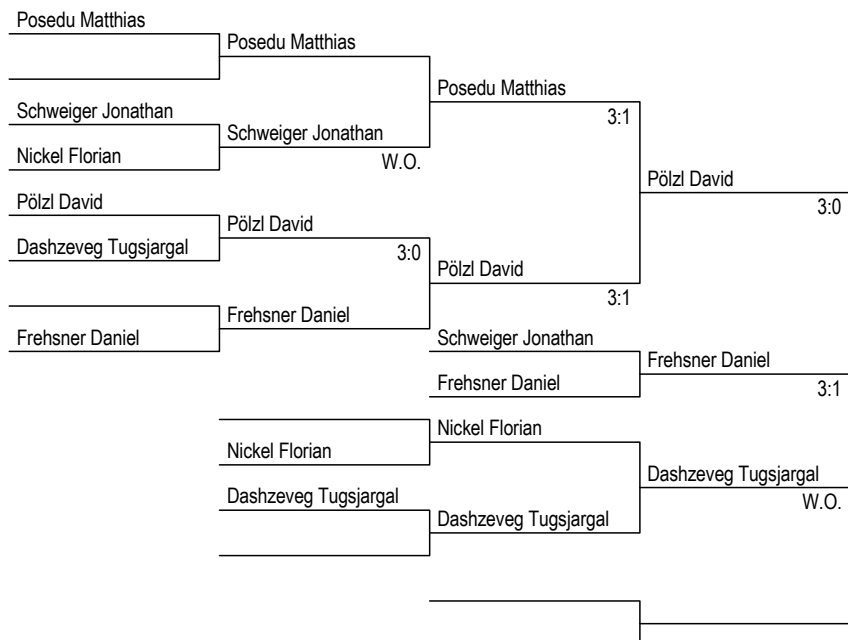 Posedu Matthias
Posedu Matthias
Posedu Matthias
Schweiger Jonathan
3:1
Schweiger Jonathan
Nickel Florian
W.O.
Pölzl David
Pölzl David
3:0
Pölzl David
Dashzeveg Tugsjargal
3:0
Pölzl David
3:1
Frehsner Daniel
Frehsner Daniel
Schweiger Jonathan
Frehsner Daniel
Frehsner Daniel
3:1
Nickel Florian
Nickel Florian
Dashzeveg Tugsjargal
Dashzeveg Tugsjargal
W.O.
Dashzeveg Tugsjargal